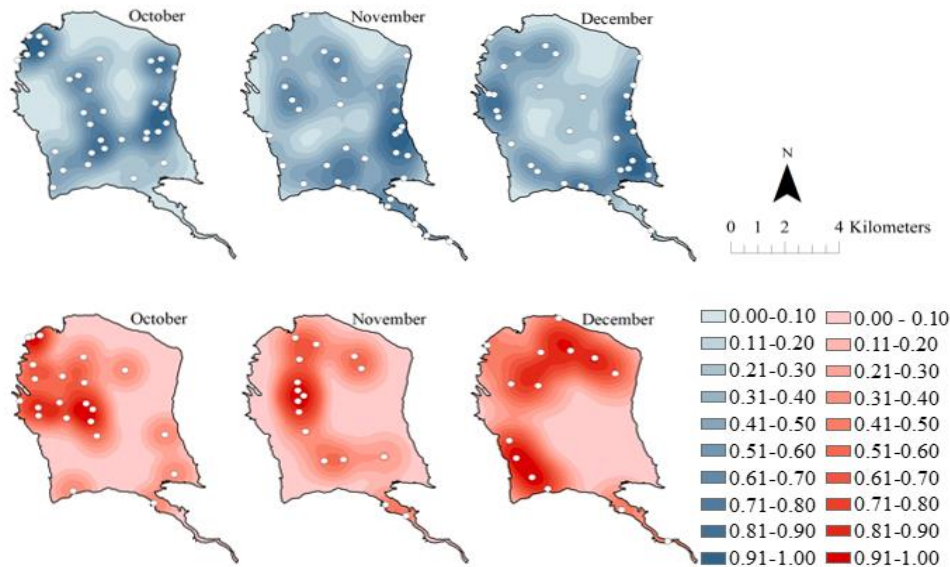 October
November
December
N
0 1 2 4 Kilometers
October
November
December
0.00-0.10 0.00 - 0.10
0.11-0.20 0.11-0.20
0.21-0.30 0.21-0.30
0.31-0.40 0.31-0.40
0.41-0.50 0.41-0.50
0.51-0.60 0.51-0.60
0.61-0.70 0.61-0.70
0.71-0.80 0.71-0.80
0.81-0.90 0.81-0.90
0.91-1.00 0.91-1.00